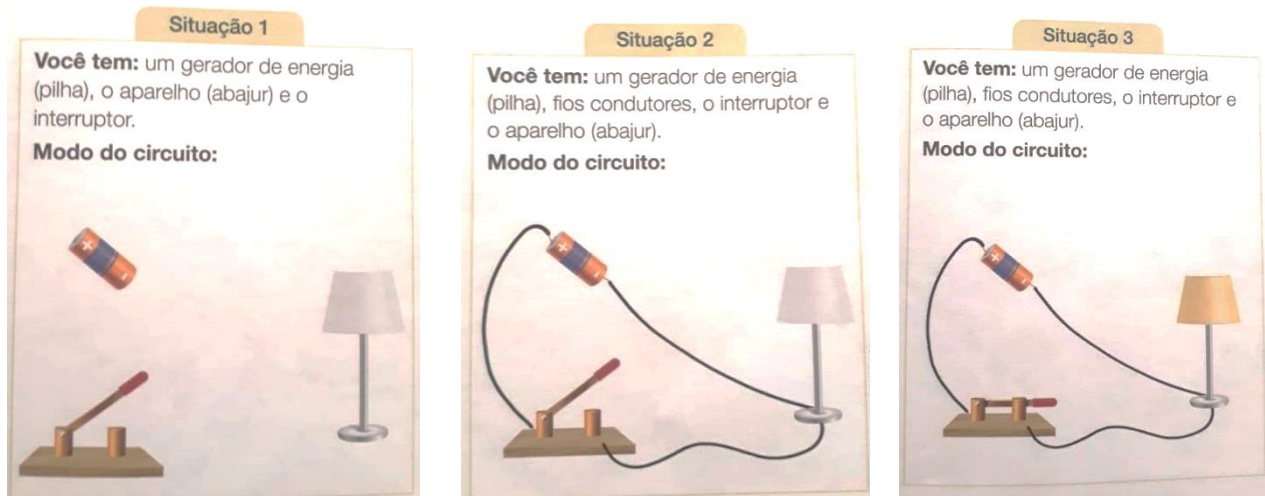 Situação 1
Você tem: um gerador de energia
(pilha), o aparelho (abajur) e o
interruptor.
Modo do circuito:
+
-
Situação 2
Você tem: um gerador de energia
(pilha), fios condutores, o interruptor e
o aparelho (abajur).
Modo do circuito:
+
-
Situação 3
Você tem: um gerador de energia
(pilha), fios condutores, o interruptor e
o aparelho (abajur).
Modo do circuito:
+
-